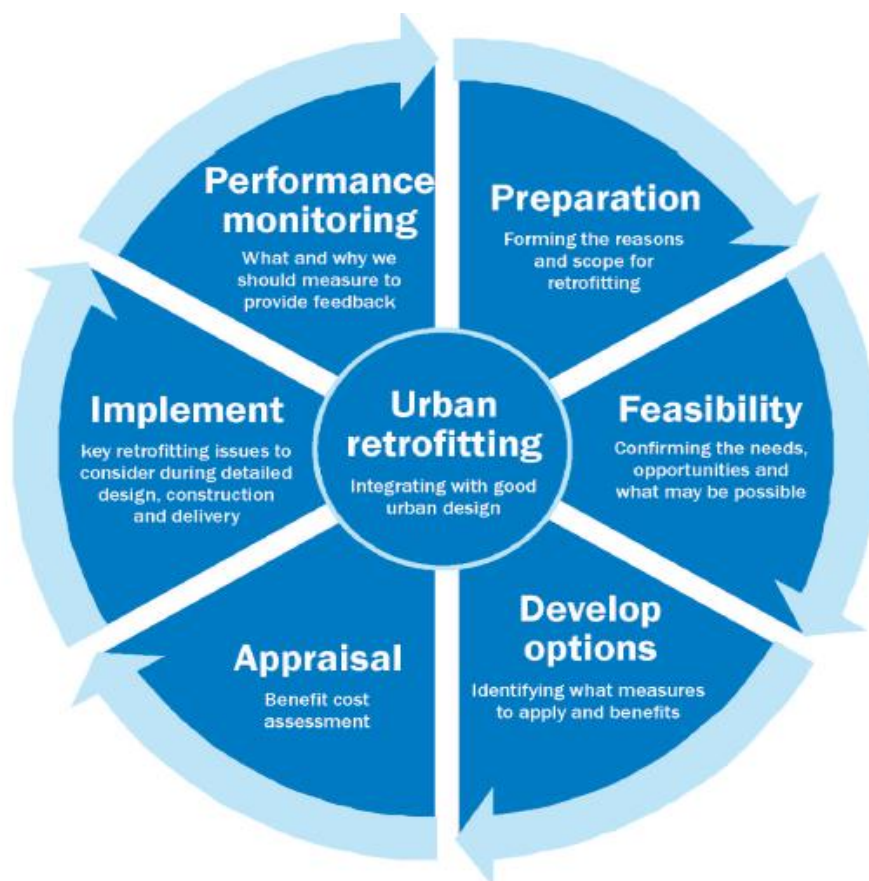 Performance
monitoring
What and why we
should measure to
provide feedback
Preparation
Forming the reasons
and scope for
retrofitting
Implement
key retrofitting issues to
consider during detailed
design, construction
and delivery
Urban
retrofitting
Integrating with good
urban design
Feasibility
Confirming the needs,
opportunities and
what may be possible
Appraisal
Benefit cost
assessment
Develop
options
Identifying what measures
to apply and benefits